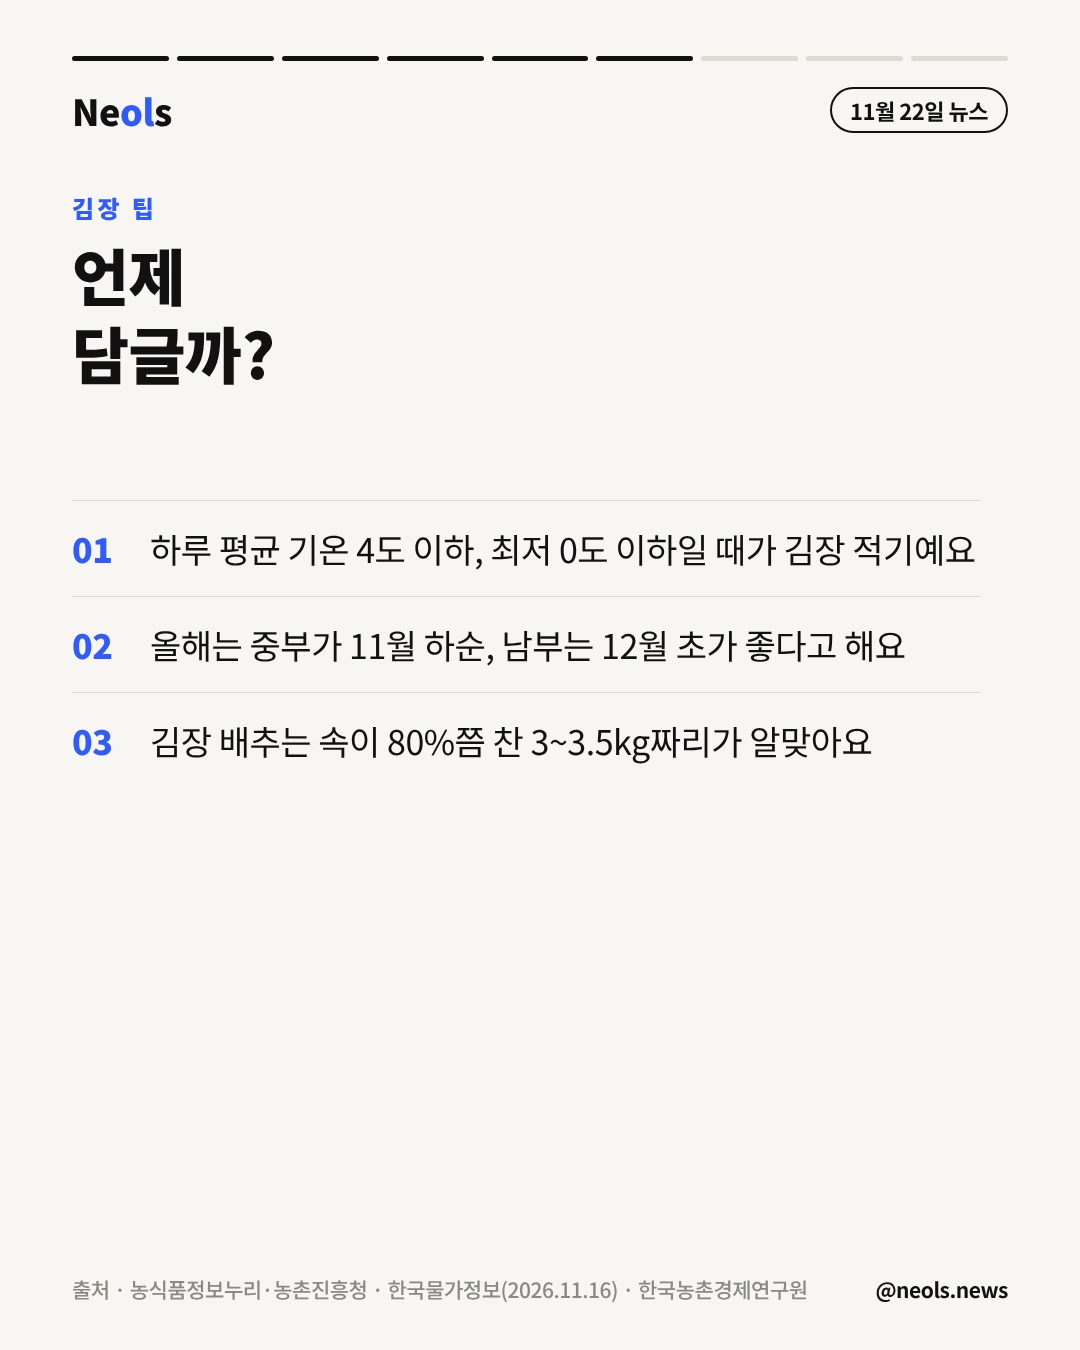 Neols
11월 22일 뉴스
김장 팁
언제
담글까?
01 하루 평균 기온 4도 이하, 최저 0도 이하일 때가 김장 적기예요
02 올해는 중부가 11월 하순, 남부는 12월 초가 좋다고 해요
03 김장 배추는 속이 80%쯤 찬 3~3.5kg짜리가 알맞아요
출처 · 농식품정보누리·농촌진흥청 · 한국물가정보(2026.11.16) · 한국농촌경제연구원
@neols.news